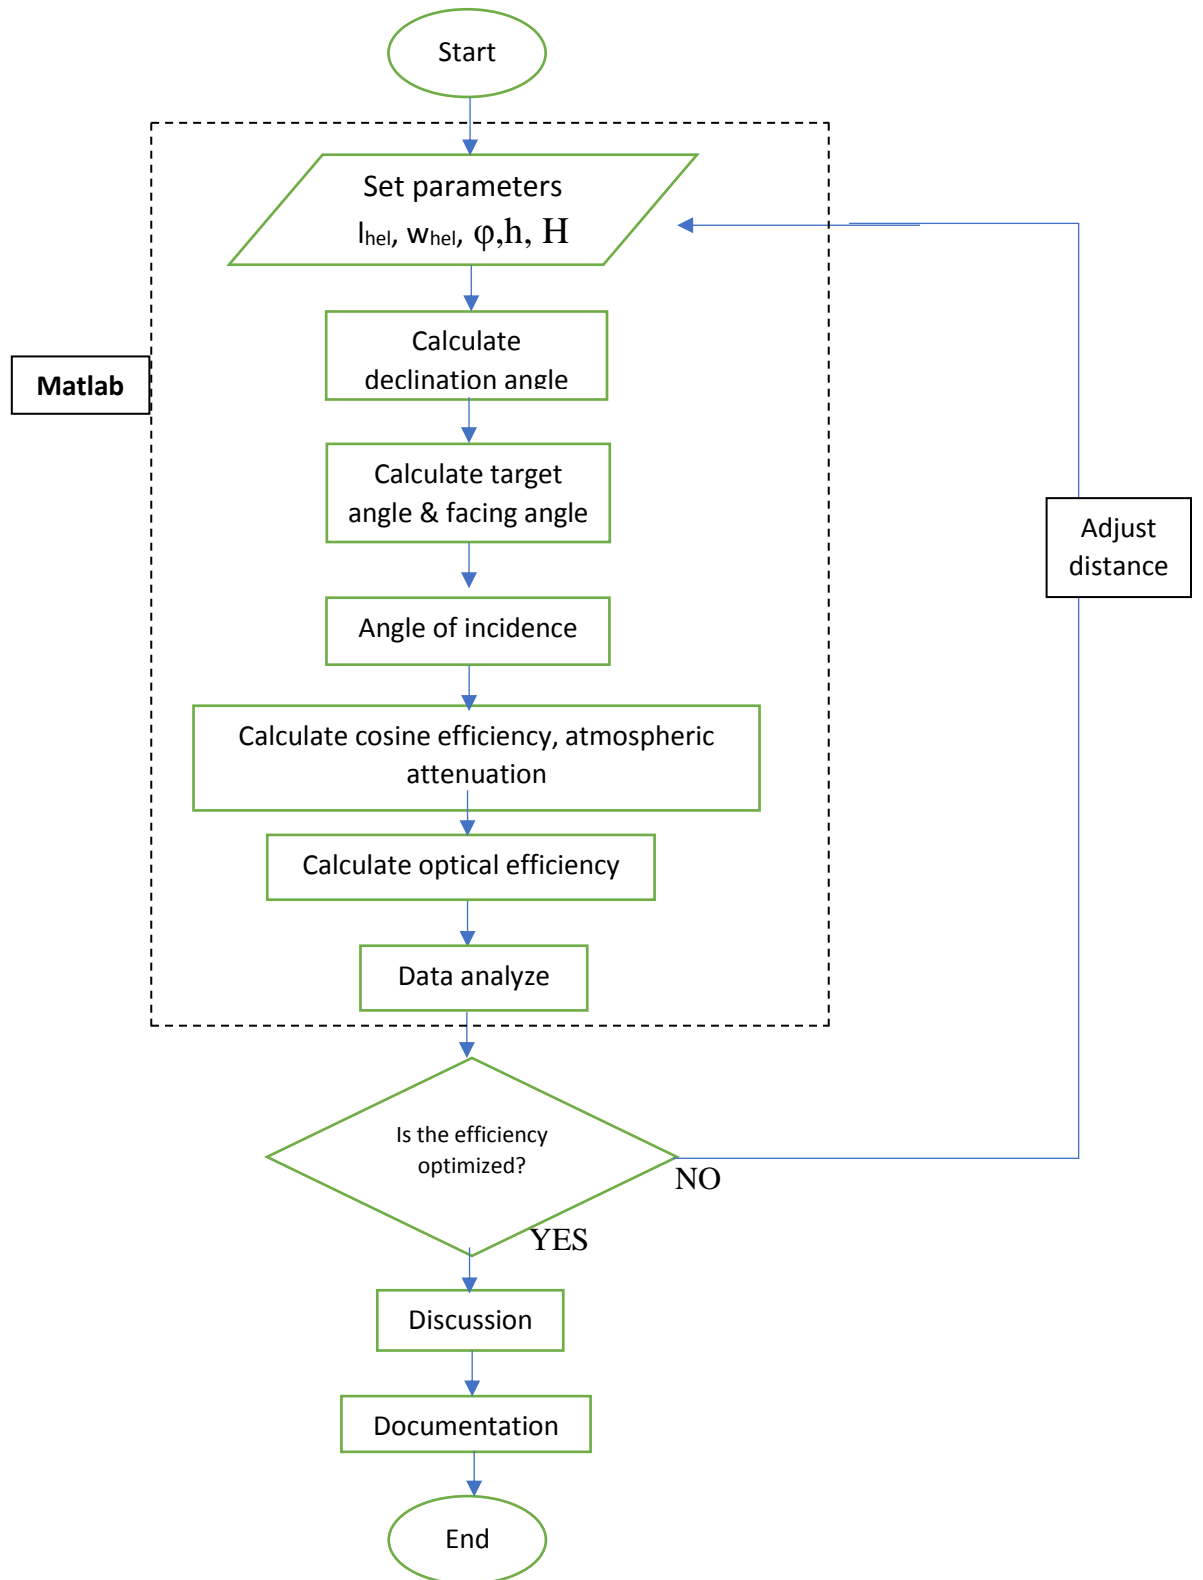 Start
Set parameters
lhel, whel, φ,h, H
Calculate
declination angle
Matlab
Calculate target
angle & facing angle
Adjust
distance
Angle of incidence
Calculate cosine efficiency, atmospheric
attenuation
Calculate optical efficiency
Data analyze
Is the efficiency
optimized?
NO
YES
Discussion
Documentation
End